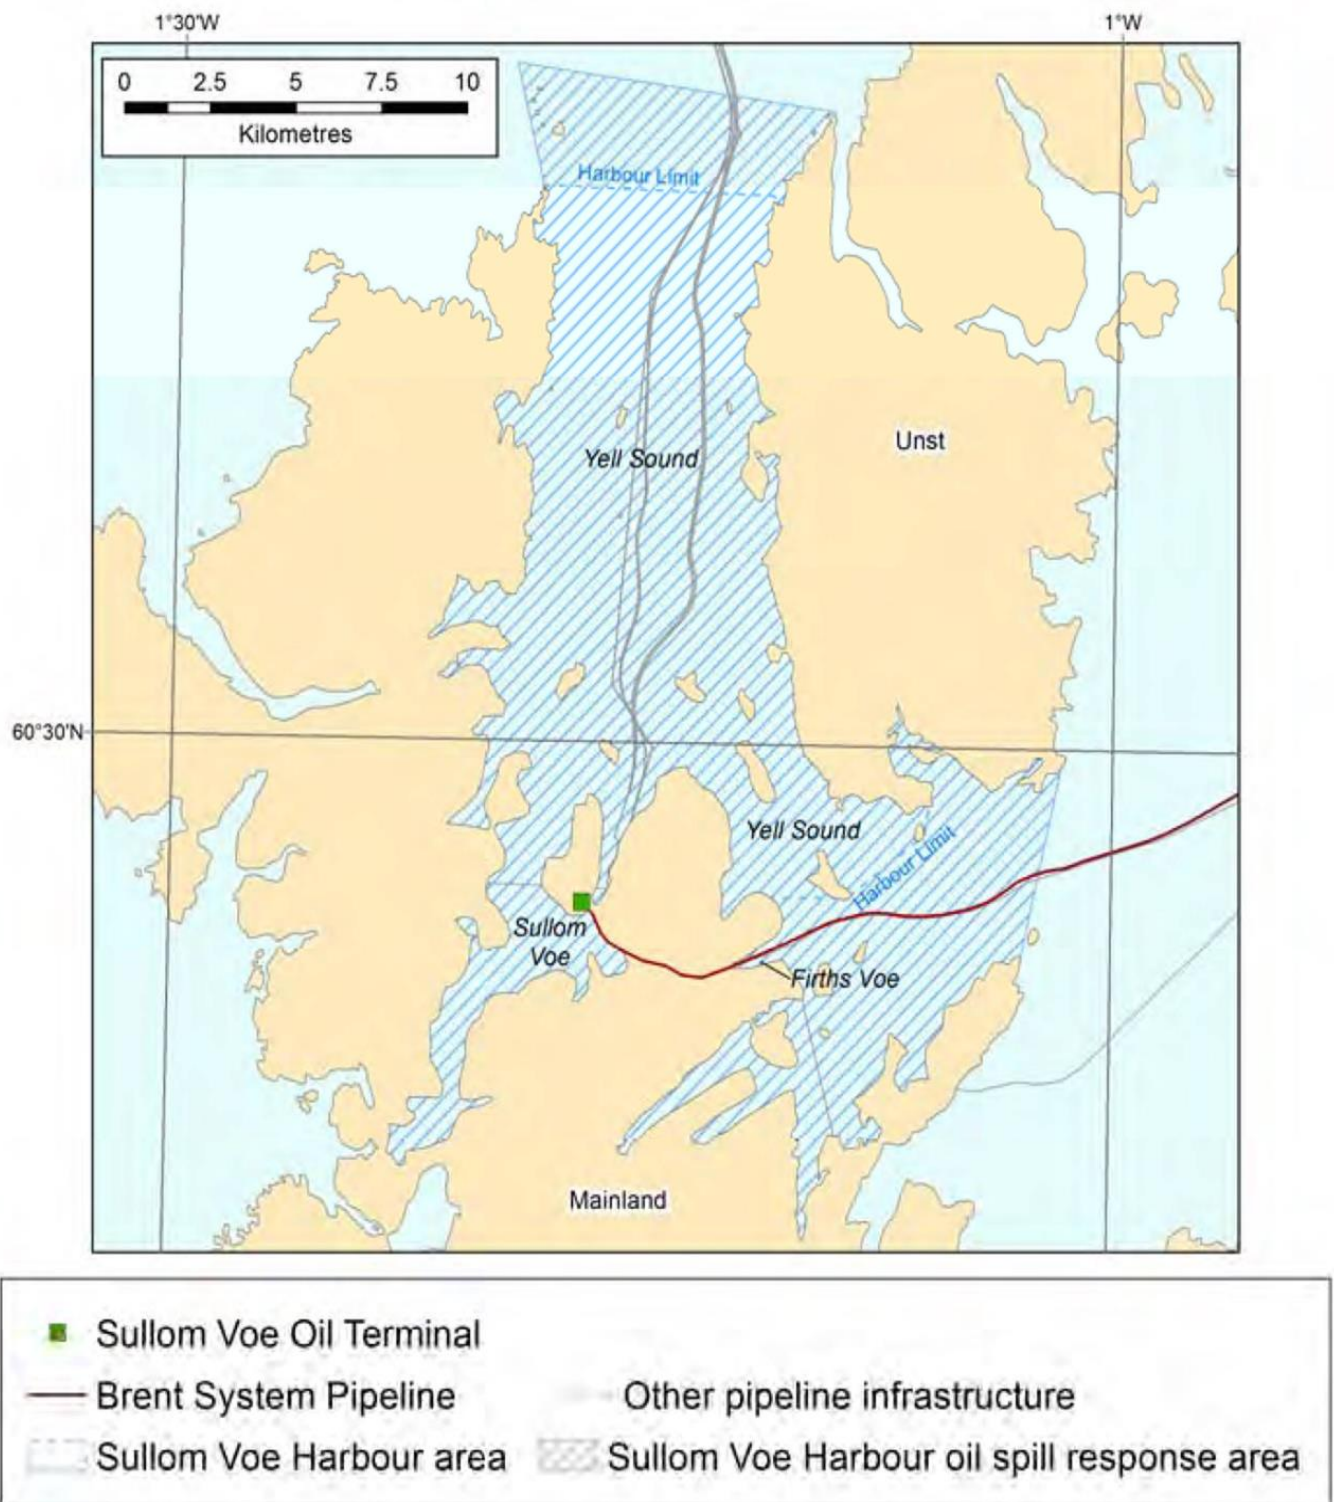 1°30'W
1°W
0 2.5 5 7.5 10
Kilometres
Harbour Limit
Yell Sound
Unst
60°30'N
Yell Sound
Harbour Limit
Sullom
Voe
Firths Voe
Mainland
Sullom Voe Oil Terminal
Brent System Pipeline
Other pipeline infrastructure
Sullom Voe Harbour area
Sullom Voe Harbour oil spill response area